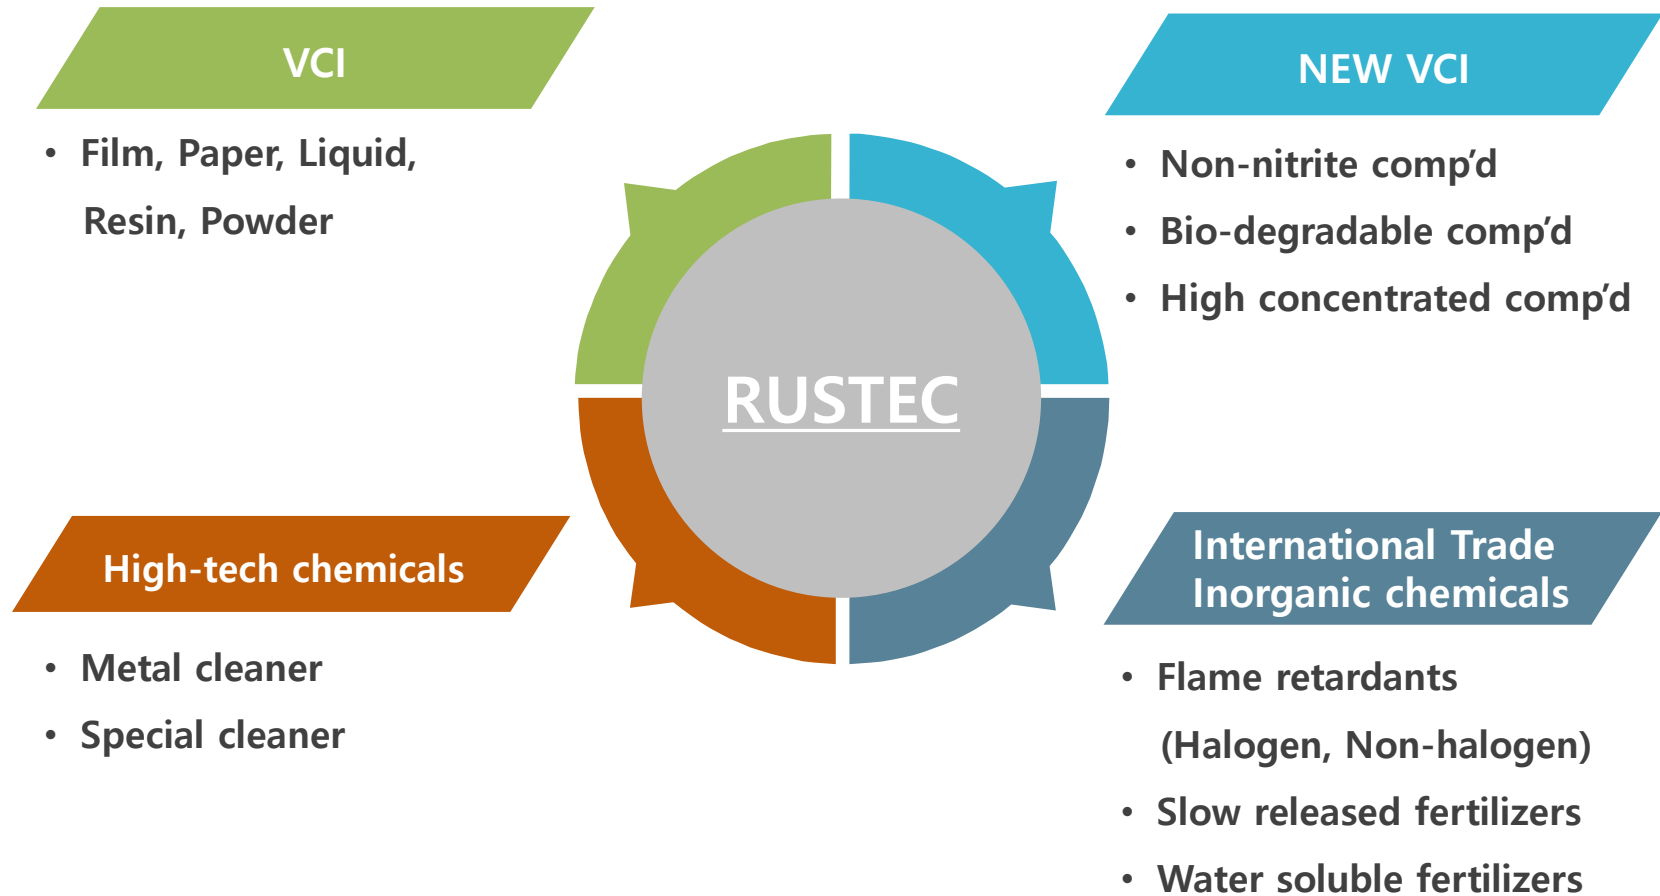 VCI
• Film, Paper, Liquid,
Resin, Powder
NEW VCI
• Non-nitrite comp’d
• Bio-degradable comp’d
• High concentrated comp’d
RUSTEC
High-tech chemicals
• Metal cleaner
• Special cleaner
International Trade
Inorganic chemicals
• Flame retardants
(Halogen, Non-halogen)
• Slow released fertilizers
• Water soluble fertilizers